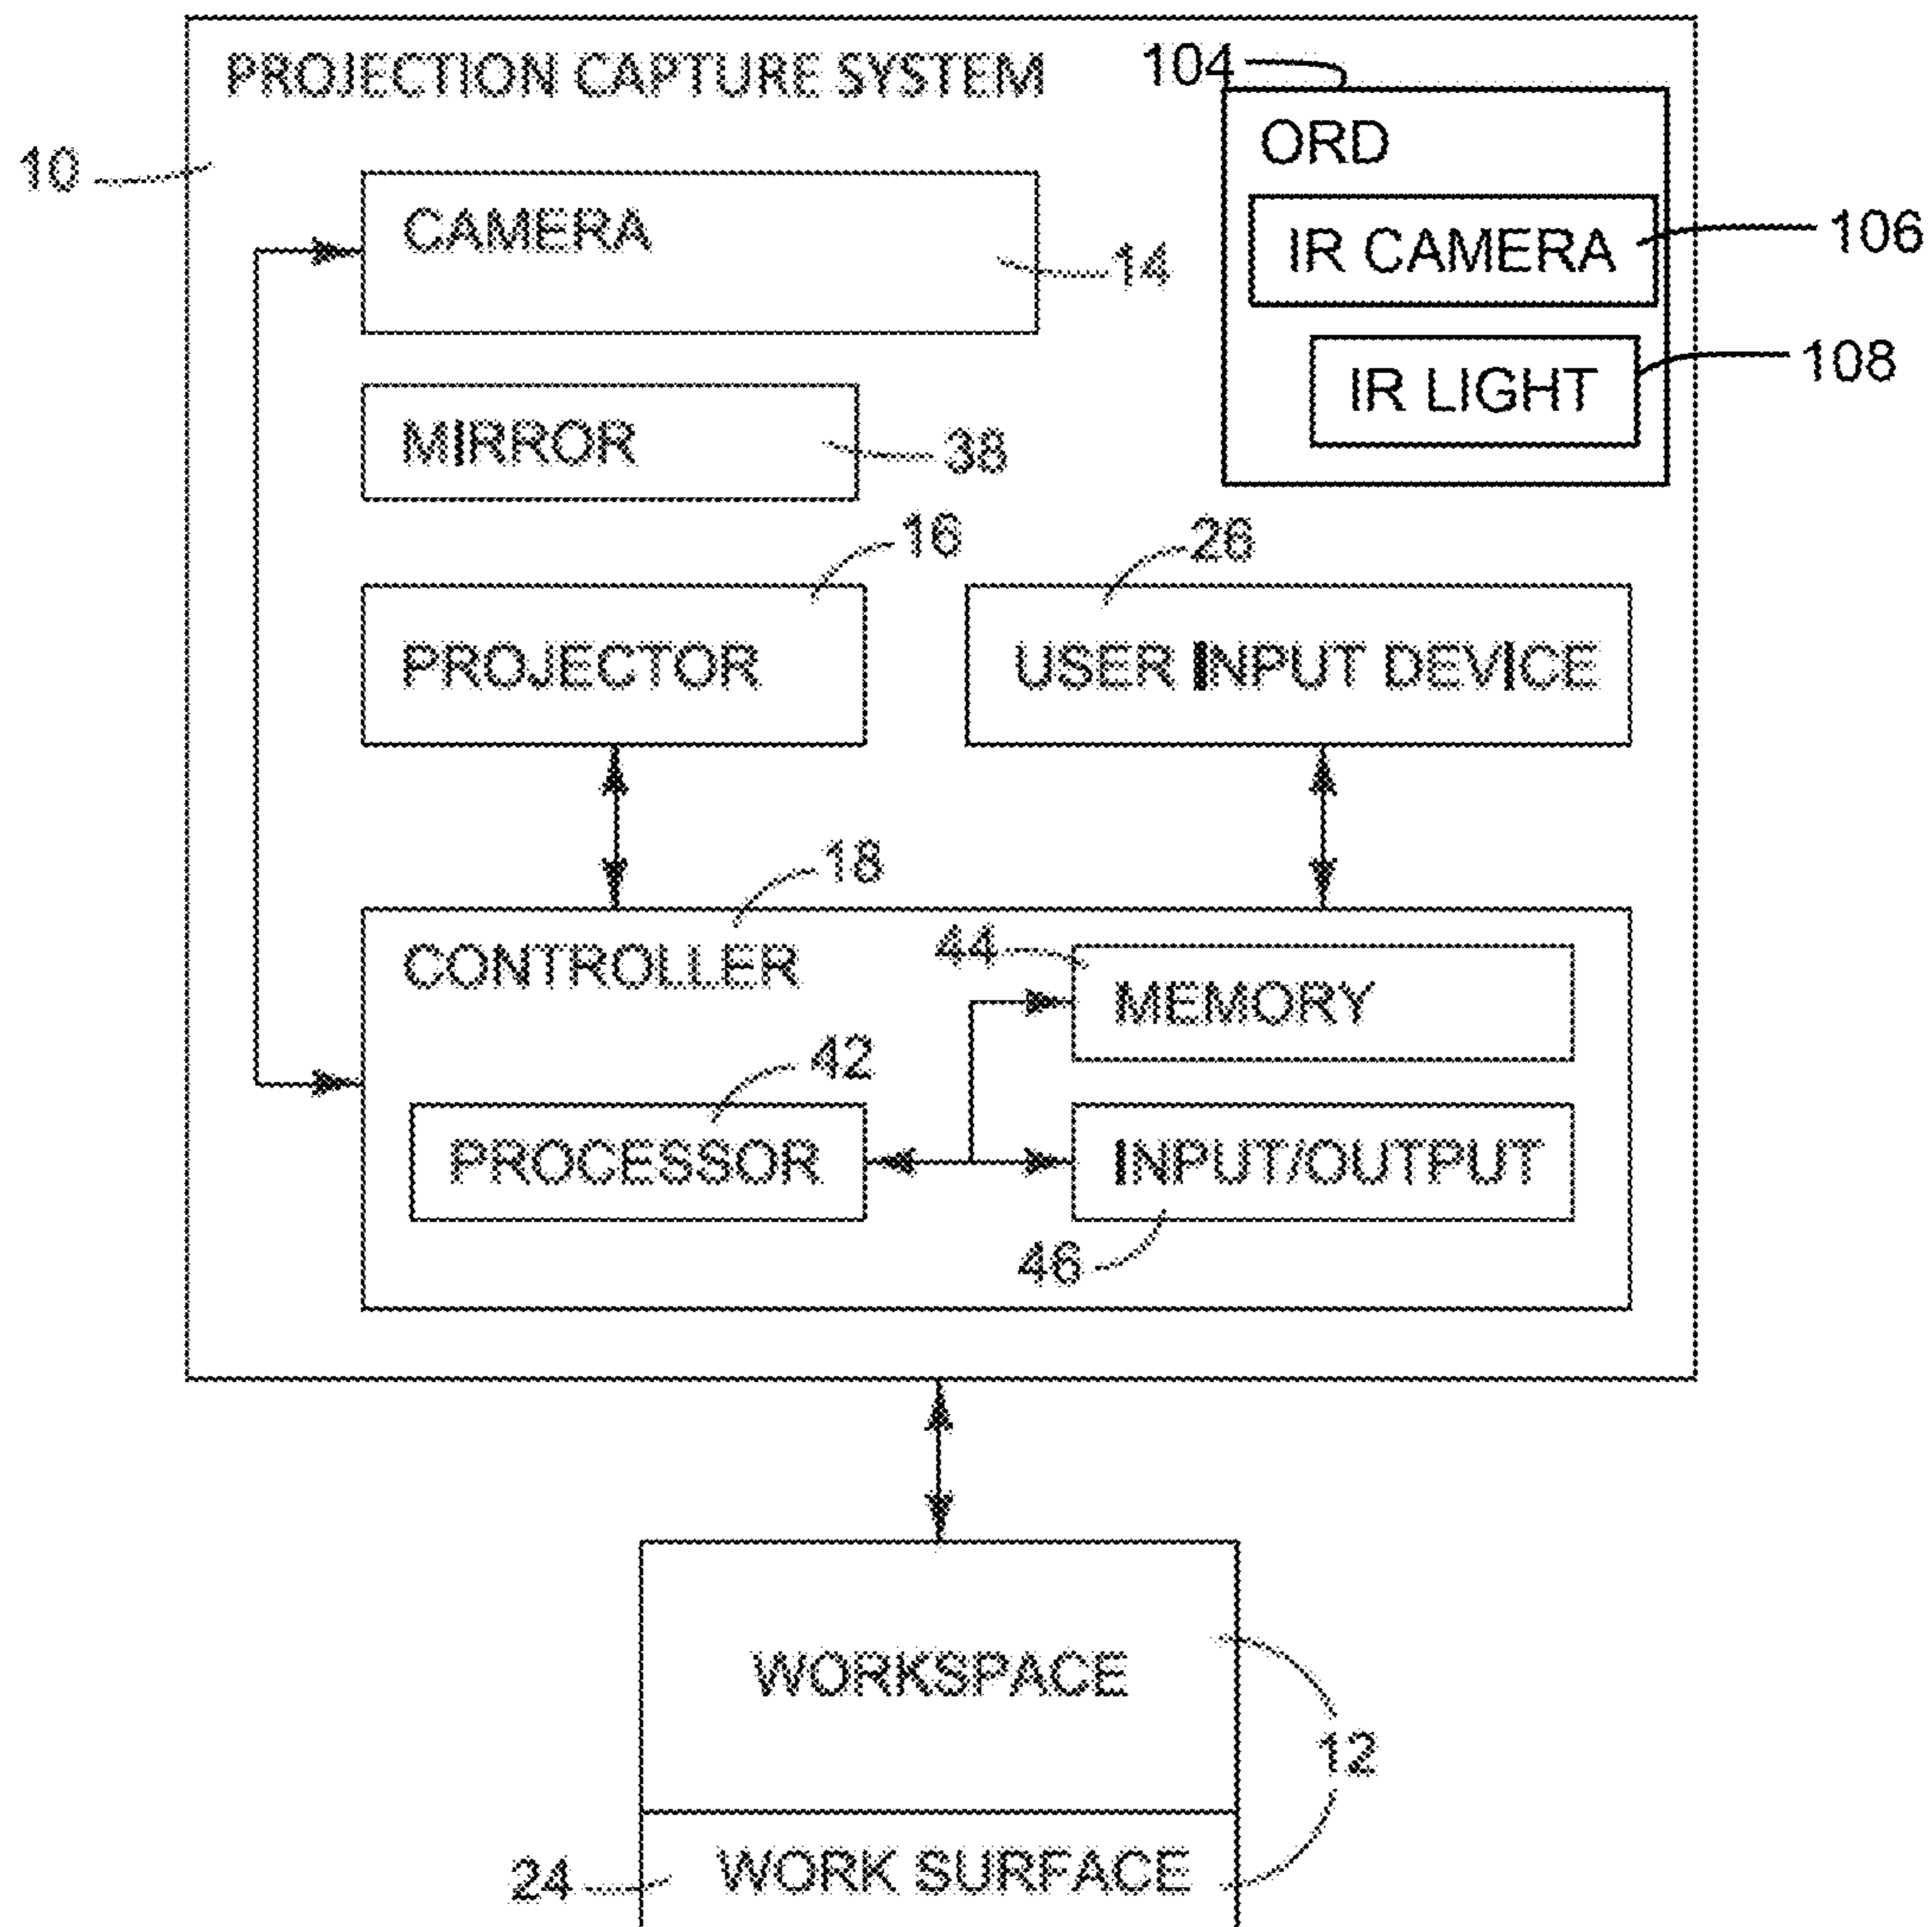 PROJECTION CAPTURE SYSTEM
104
ORD
10
CAMERA
14
IR CAMERA
106
IR LIGHT
108
MIRROR
38
16
26
PROJECTOR
USER INPUT DEVICE
18
CONTROLLER
44
MEMORY
42
PROCESSOR
INPUT/OUTPUT
46
WORKSPACE
12
24
WORK SURFACE